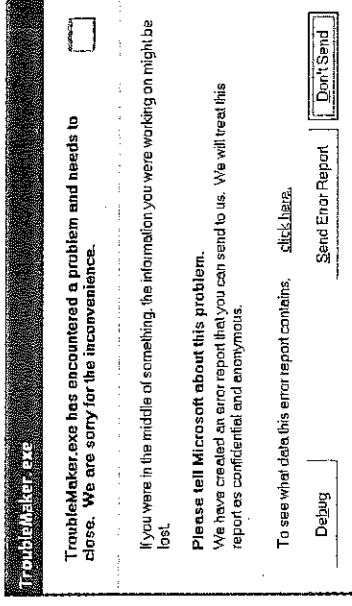 TroubleMaker.exe
TroubleMaker.exe has encountered a problem and needs to
close. We are sorry for the inconvenience.
If you were in the middle of something, the information you were working on might be
lost.
Please tell Microsoft about this problem.
We have created an error report that you can send to us. We will treat this
report as confidential and anonymous.
To see what data this error report contains, click here.
Debug Send Error Report Don't Send